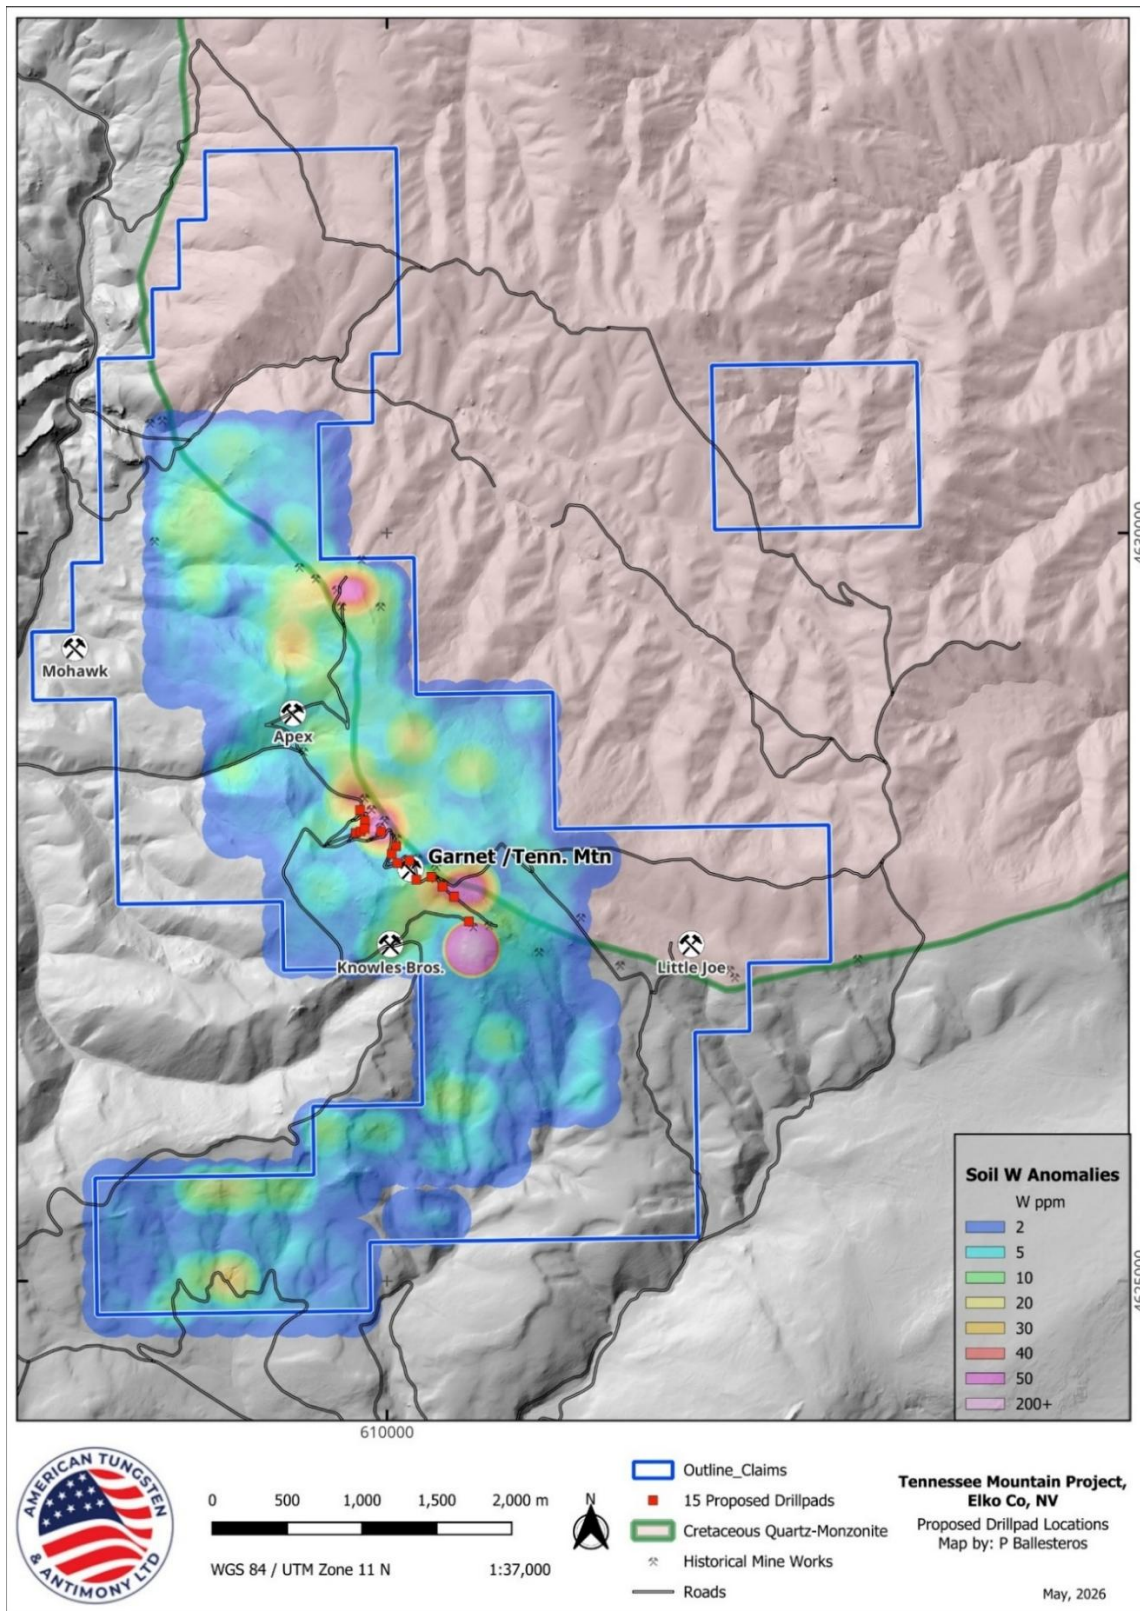 4630000
Mohawk
Apex
Garnet /Tenn. Mtn
Knowles Bros.
Little Joe
Soil W Anomalies
W ppm
2
5
10
20
30
40
50
200+
4625000
610000
AMERICAN TUNGSTEN
& ANTIMONY LTD
0 500 1,000 1,500 2,000 m
WGS 84 / UTM Zone 11 N 1:37,000
N
Outline_Claims
15 Proposed Drillpads
Cretaceous Quartz-Monzonite
Historical Mine Works
Roads
Tennessee Mountain Project,
Elko Co, NV
Proposed Drillpad Locations
Map by: P Ballesteros
May, 2026